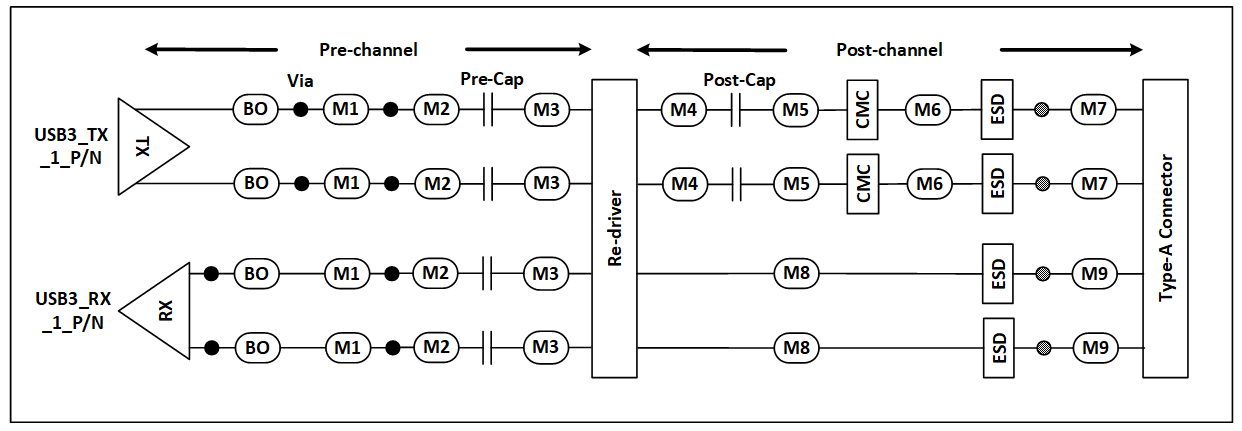 Pre-channel
Post-channel
Via
Pre-Cap
Post-Cap
BO M1 M2 M3 M4 M5 CMC M6 ESD M7
USB3_TX
_1_P/N
TX
BO M1 M2 M3 M4 M5 CMC M6 ESD M7
Re-driver
Type-A Connector
BO M1 M2 M3 M8 ESD M9
USB3_RX
_1_P/N
RX
BO M1 M2 M3 M8 ESD M9